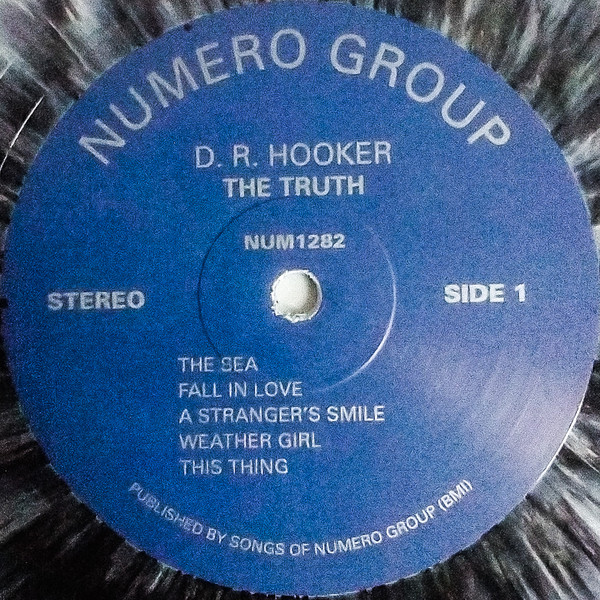 NUMERO GROUP
D. R. HOOKER
THE TRUTH
NUM1282
STEREO
SIDE 1
THE SEA
FALL IN LOVE
A STRANGER'S SMILE
WEATHER GIRL
THIS THING
PUBLISHED BY SONGS OF NUMERO GROUP (BMI)